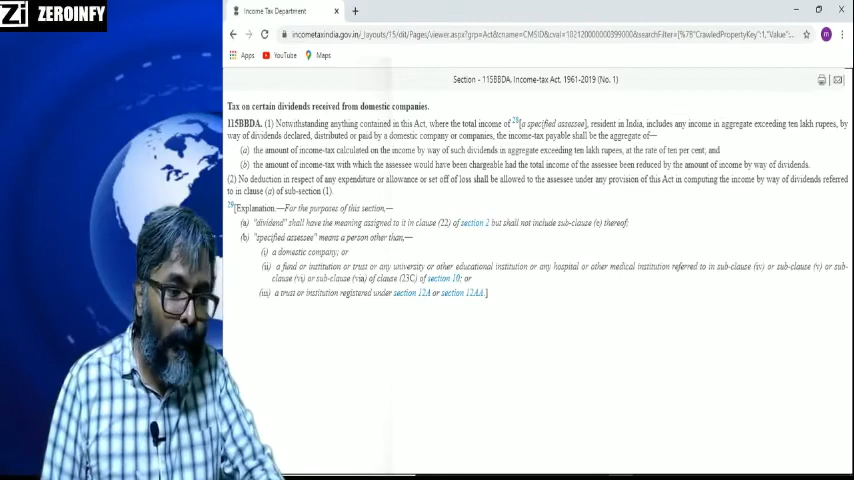 Zi ZEROINFY
Income Tax Department
incometaxindia.gov.in/_layouts/15/dit/Pages/viewer.aspx?grp=Act&cname=CMSID&cval=102120000000399000&searchFilter=[%7B"CrawledPropertyKey":1,"Value"...
m
Apps YouTube Maps
Section - 115BBDA, Income-tax Act, 1961-2019 (No. 1)
Tax on certain dividends received from domestic companies.
115BBDA. (1) Notwithstanding anything contained in this Act, where the total income of 28[a specified assessee], resident in India, includes any income in aggregate exceeding ten lakh rupees, by
way of dividends declared, distributed or paid by a domestic company or companies, the income-tax payable shall be the aggregate of—
(a) the amount of income-tax calculated on the income by way of such dividends in aggregate exceeding ten lakh rupees, at the rate of ten per cent; and
(b) the amount of income-tax with which the assessee would have been chargeable had the total income of the assessee been reduced by the amount of income by way of dividends.
(2) No deduction in respect of any expenditure or allowance or set off of loss shall be allowed to the assessee under any provision of this Act in computing the income by way of dividends referred
to in clause (a) of sub-section (1).
29[Explanation.—For the purposes of this section,—
(a) "dividend" shall have the meaning assigned to it in clause (22) of section 2 but shall not include sub-clause (e) thereof;
(b) "specified assessee" means a person other than,—
(i) a domestic company; or
(ii) a fund or institution or trust or any university or other educational institution or any hospital or other medical institution referred to in sub-clause (iv) or sub-clause (v) or sub-
clause (vi) or sub-clause (via) of clause (23C) of section 10; or
(iii) a trust or institution registered under section 12A or section 12AA.]